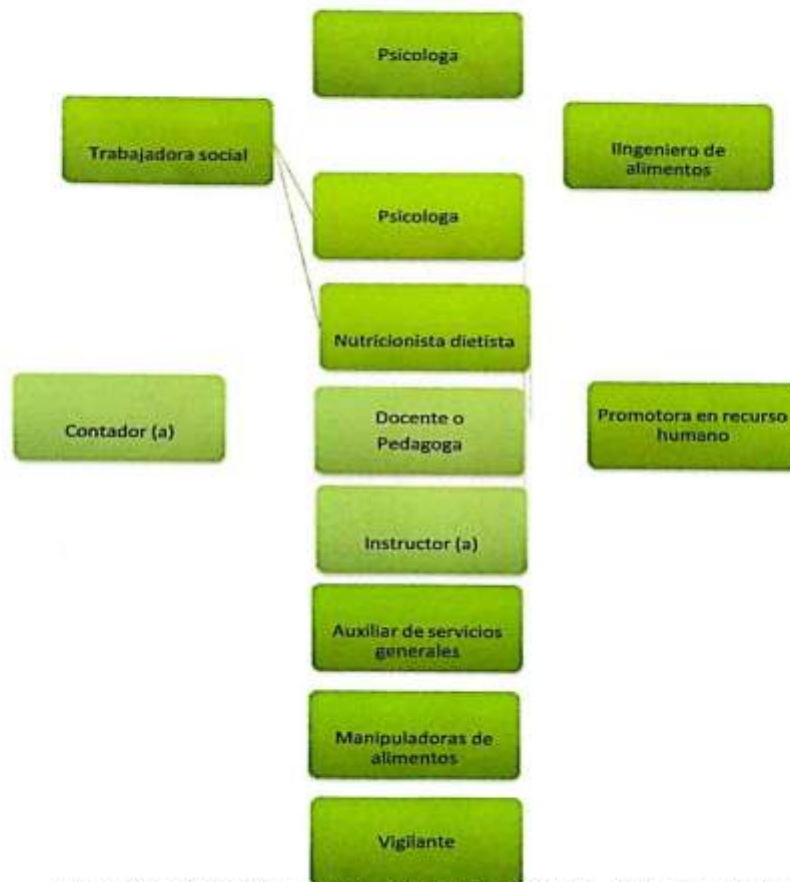 Psicologa
Trabajadora social
IIngeniero de
alimentos
Psicologa
Nutricionista dietista
Contador (a)
Docente o
Pedagoga
Promotora en recurso
humano
Instructor (a)
Auxiliar de servicios
generales
Manipuladoras de
alimentos
Vigilante